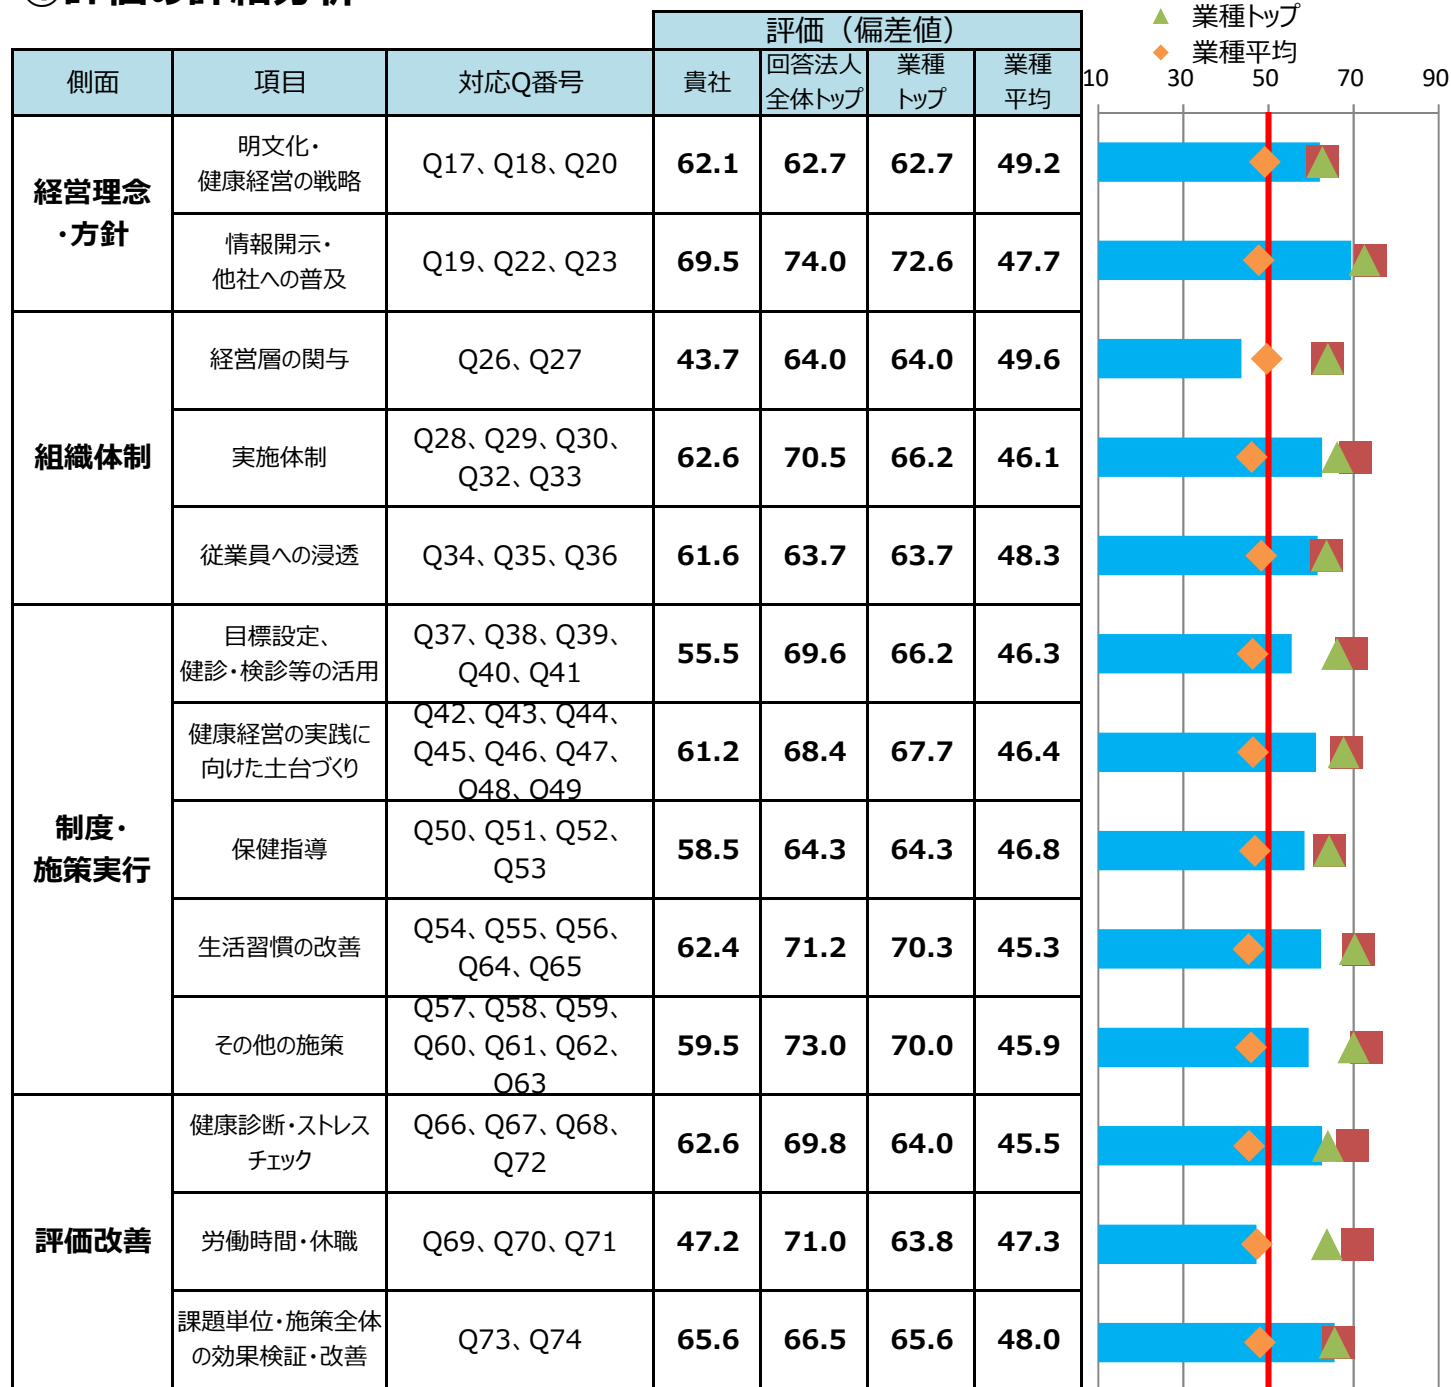 評価（偏差値）
▲ 業種トップ
◆ 業種平均
側面 項目 対応Q番号 貴社 回答法人全体トップ 業種トップ 業種平均
10 30 50 70 90
経営理念・方針
明文化・健康経営の戦略 Q17、Q18、Q20 62.1 62.7 62.7 49.2
情報開示・他社への普及 Q19、Q22、Q23 69.5 74.0 72.6 47.7
組織体制
経営層の関与 Q26、Q27 43.7 64.0 64.0 49.6
実施体制 Q28、Q29、Q30、Q32、Q33 62.6 70.5 66.2 46.1
従業員への浸透 Q34、Q35、Q36 61.6 63.7 63.7 48.3
制度・施策実行
目標設定、健診・検診等の活用 Q37、Q38、Q39、Q40、Q41 55.5 69.6 66.2 46.3
健康経営の実践に向けた土台づくり Q42、Q43、Q44、Q45、Q46、Q47、Q48、Q49 61.2 68.4 67.7 46.4
保健指導 Q50、Q51、Q52、Q53 58.5 64.3 64.3 46.8
生活習慣の改善 Q54、Q55、Q56、Q64、Q65 62.4 71.2 70.3 45.3
その他の施策 Q57、Q58、Q59、Q60、Q61、Q62、Q63 59.5 73.0 70.0 45.9
評価改善
健康診断・ストレスチェック Q66、Q67、Q68、Q72 62.6 69.8 64.0 45.5
労働時間・休職 Q69、Q70、Q71 47.2 71.0 63.8 47.3
課題単位・施策全体の効果検証・改善 Q73、Q74 65.6 66.5 65.6 48.0